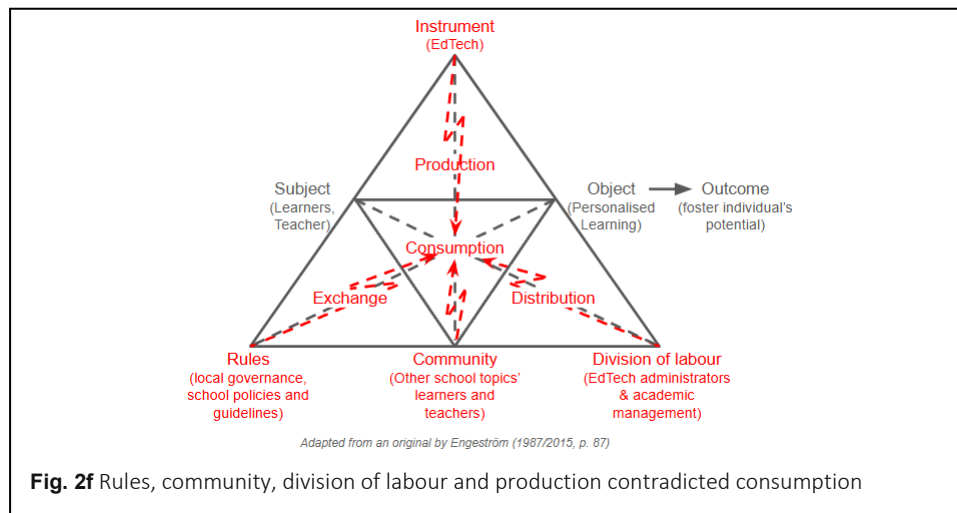 Instrument
(EdTech)
Production
Subject
(Learners,
Teacher)
Object
(Personalised
Learning)
Outcome
(foster individual's
potential)
Consumption
Exchange
Distribution
Rules
(local governance,
school policies and
guidelines)
Community
(Other school topics'
learners and
teachers)
Division of labour
(EdTech administrators
& academic
management)
Adapted from an original by Engeström (1987/2015, p. 87)
Fig. 2f Rules, community, division of labour and production contradicted consumption